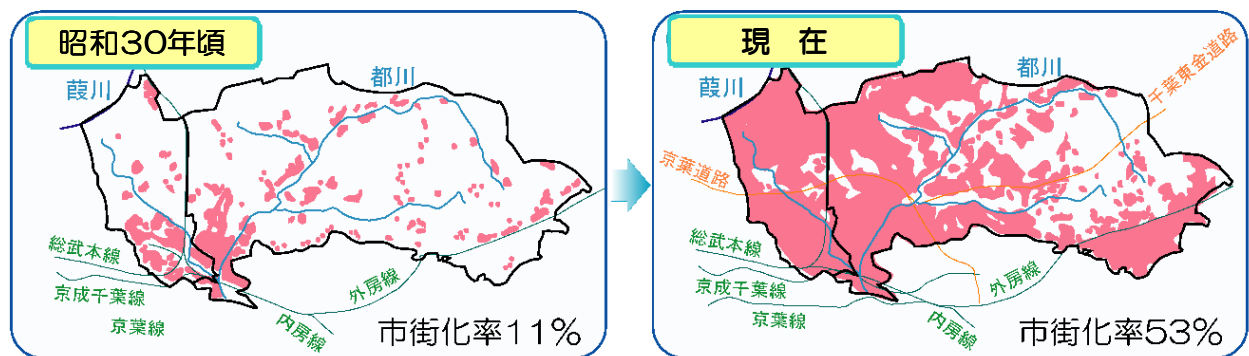 昭和30年頃
葭川
都川
総武本線
京成千葉線
京葉線
内房線
外房線
市街化率11%
現 在
葭川
都川
千葉東金道路
京葉道路
総武本線
京成千葉線
京葉線
内房線
外房線
市街化率53%